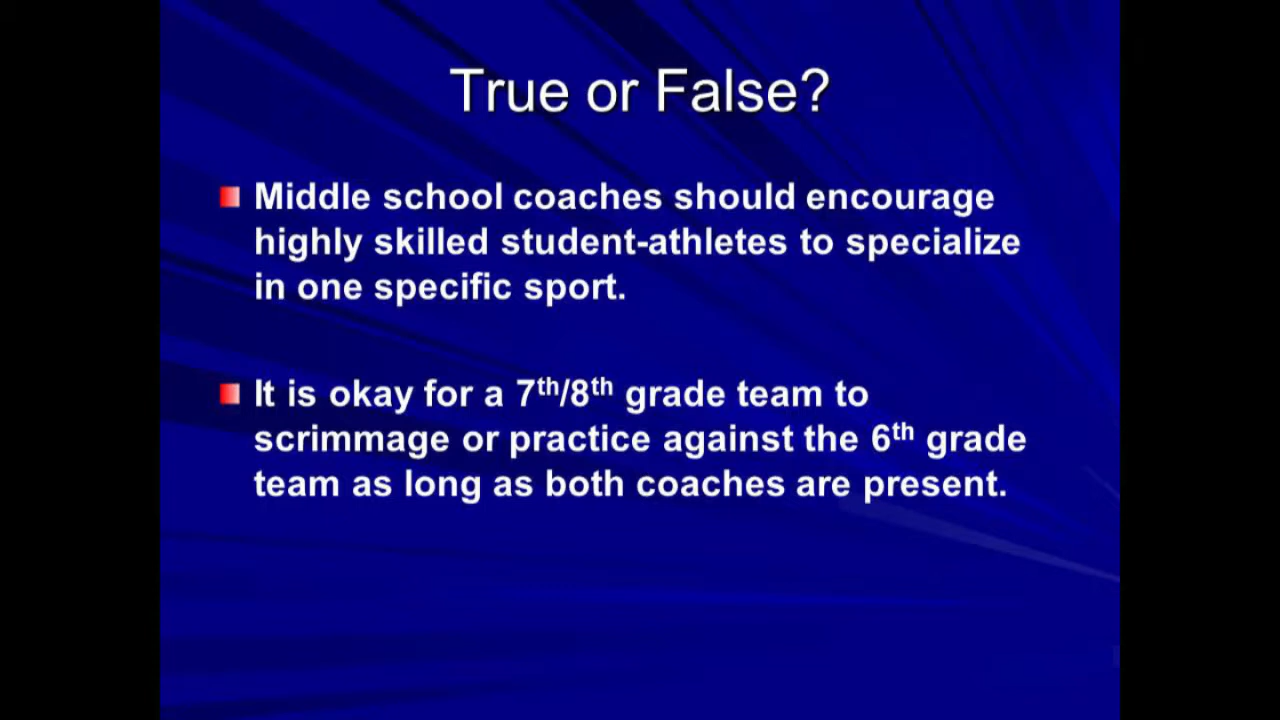 True or False?
Middle school coaches should encourage
highly skilled student-athletes to specialize
in one specific sport.
It is okay for a 7th/8th grade team to
scrimmage or practice against the 6th grade
team as long as both coaches are present.